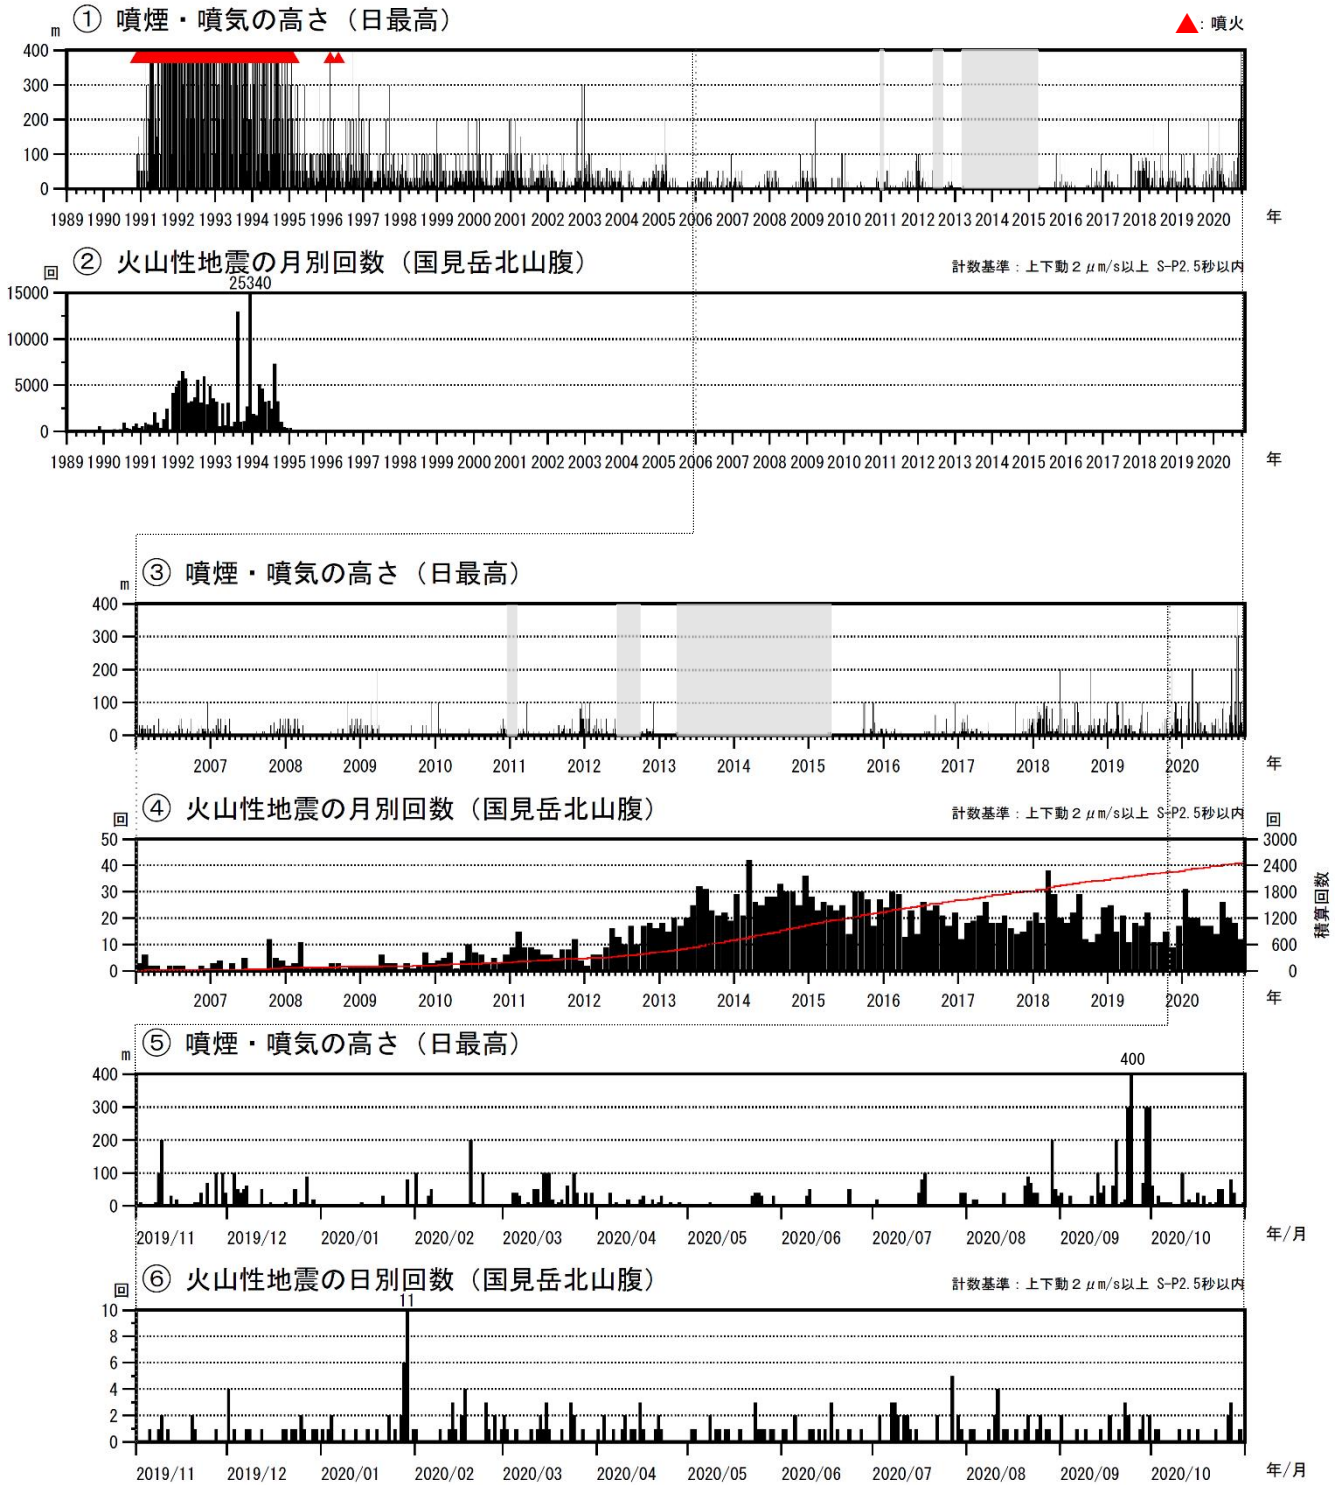 ① 噴煙・噴気の高さ（日最高）
▲: 噴火
m
400
300
200
100
0
1989 1990 1991 1992 1993 1994 1995 1996 1997 1998 1999 2000 2001 2002 2003 2004 2005 2006 2007 2008 2009 2010 2011 2012 2013 2014 2015 2016 2017 2018 2019 2020 年
② 火山性地震の月別回数（国見岳北山腹）
計数基準：上下動２μm/s以上 S-P2.5秒以内
回
25340
15000
10000
5000
0
1989 1990 1991 1992 1993 1994 1995 1996 1997 1998 1999 2000 2001 2002 2003 2004 2005 2006 2007 2008 2009 2010 2011 2012 2013 2014 2015 2016 2017 2018 2019 2020 年
③ 噴煙・噴気の高さ（日最高）
m
400
300
200
100
0
2007 2008 2009 2010 2011 2012 2013 2014 2015 2016 2017 2018 2019 2020 年
④ 火山性地震の月別回数（国見岳北山腹）
計数基準：上下動２μm/s以上 S-P2.5秒以内
回 回
50 3000
40 2400
30 1800
20 1200
10 600
0 0
積算回数
2007 2008 2009 2010 2011 2012 2013 2014 2015 2016 2017 2018 2019 2020 年
⑤ 噴煙・噴気の高さ（日最高）
m
400
400
300
200
100
0
2019/11 2019/12 2020/01 2020/02 2020/03 2020/04 2020/05 2020/06 2020/07 2020/08 2020/09 2020/10 年/月
⑥ 火山性地震の日別回数（国見岳北山腹）
計数基準：上下動２μm/s以上 S-P2.5秒以内
回
11
10
8
6
4
2
0
2019/11 2019/12 2020/01 2020/02 2020/03 2020/04 2020/05 2020/06 2020/07 2020/08 2020/09 2020/10 年/月